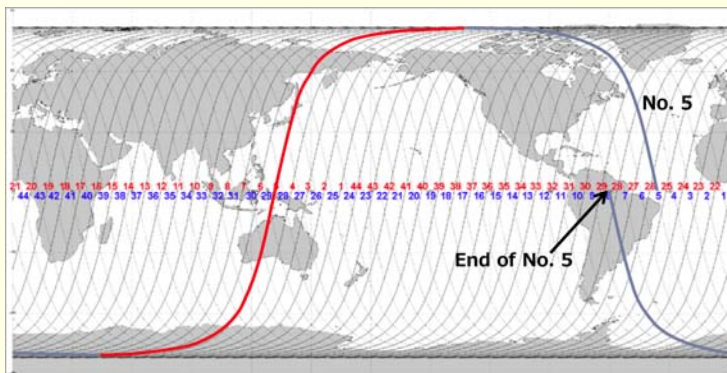 No. 5
21 20 19 18 17 16 15 14 13 12 11 10 9 8 7 6 5 4 3 2 1 44 43 42 41 40 39 38 37 36 35 34 33 32 31 30 29 28 27 26 25 24 23 22
44 43 42 41 40 39 38 37 36 35 34 33 32 31 30 29 28 27 26 25 24 23 22 21 20 19 18 17 16 15 14 13 12 11 10 9 8 7 6 5 4 3 2 1
End of No. 5